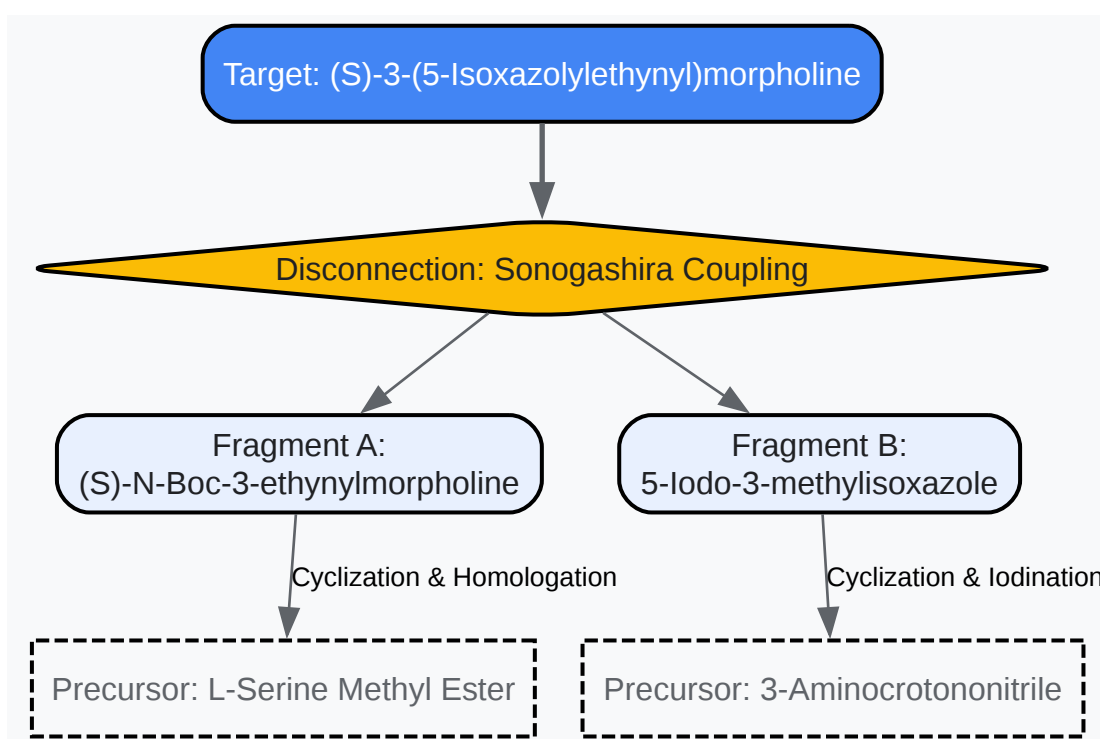 Target: (S)-3-(5-Isoxazolylethynyl)morpholine
Disconnection: Sonogashira Coupling
Fragment A:
(S)-N-Boc-3-ethynylmorpholine
Fragment B:
5-Iodo-3-methylisoxazole
Cyclization & Homologation
Cyclization & Iodination
Precursor: L-Serine Methyl Ester
Precursor: 3-Aminocrotononitrile